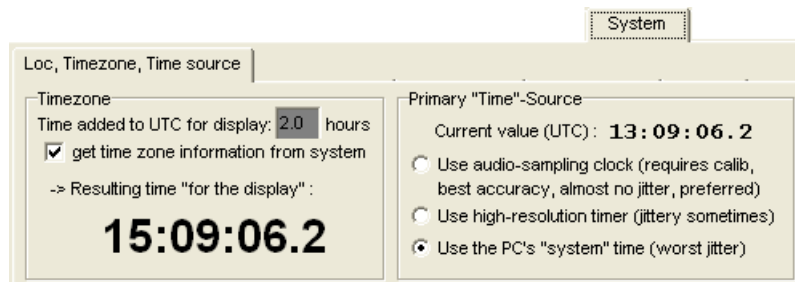 System
Loc, Timezone, Time source
Timezone
Time added to UTC for display: 2.0 hours
get time zone information from system
-> Resulting time "for the display" :
15:09:06.2
Primary "Time"-Source
Current value (UTC) : 13:09:06.2
Use audio-sampling clock (requires calib,
best accuracy, almost no jitter, preferred)
Use high-resolution timer (jittery sometimes)
Use the PC's "system" time (worst jitter)